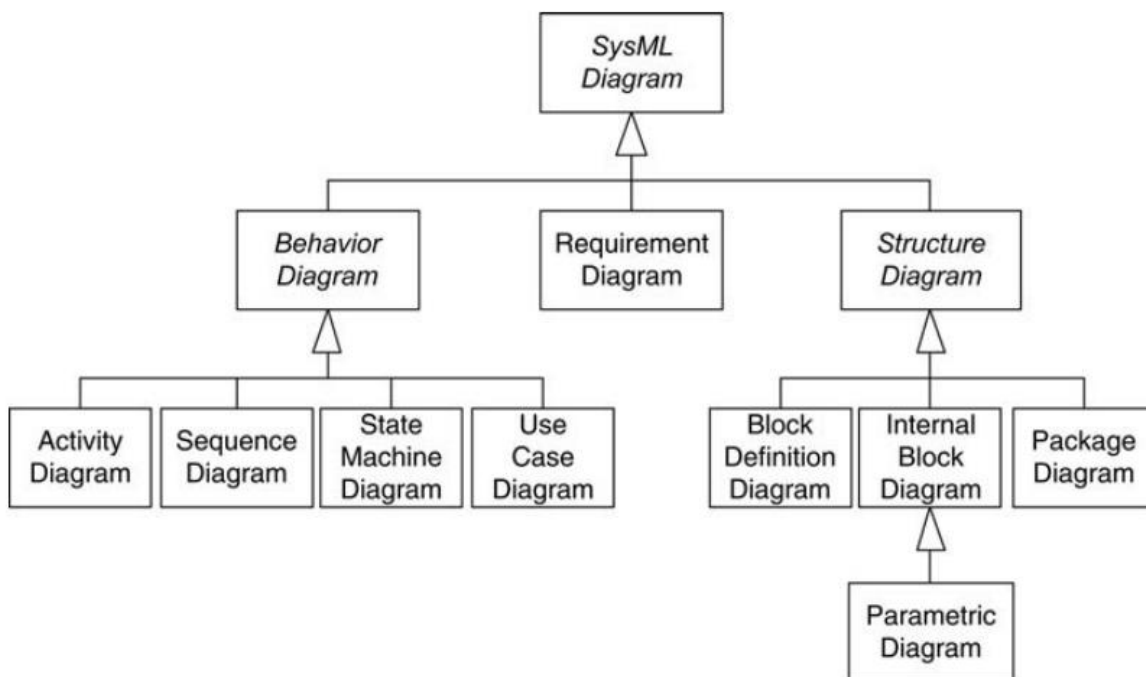 SysML
Diagram
Behavior
Diagram
Requirement
Diagram
Structure
Diagram
Activity
Diagram
Sequence
Diagram
State
Machine
Diagram
Use
Case
Diagram
Block
Definition
Diagram
Internal
Block
Diagram
Package
Diagram
Parametric
Diagram